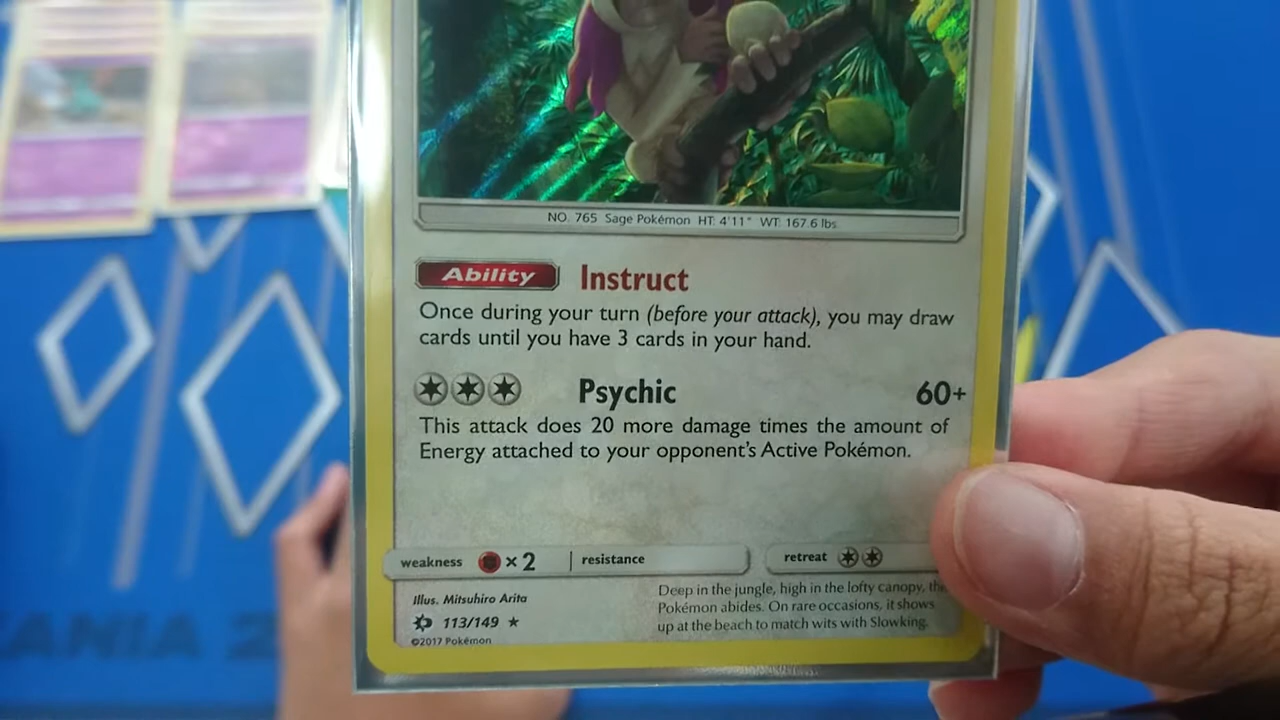 NO. 765 Sage Pokémon HT: 4'11" WT: 167.6 lbs
Ability Instruct
Once during your turn (before your attack), you may draw
cards until you have 3 cards in your hand.
Psychic 60+
This attack does 20 more damage times the amount of
Energy attached to your opponent's Active Pokémon.
weakness ×2 resistance retreat
Illus. Mitsuhiro Arita
113/149
©2017 Pokémon
Deep in the jungle, high in the lofty canopy, the
Pokémon abides. On rare occasions, it shows
up at the beach to match wits with Slowking.
ANIA 2